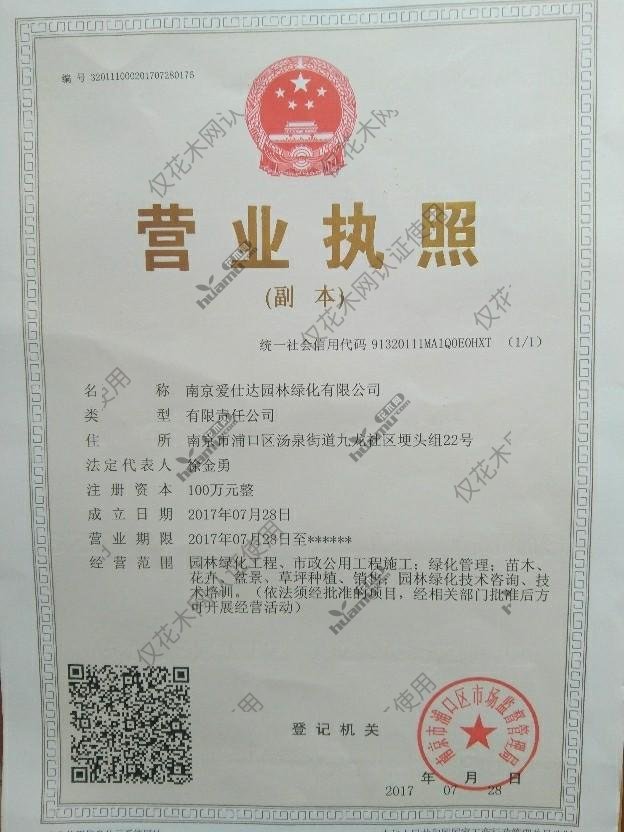 编 号 320111000201707280175
营业执照
(副 本)
统一社会信用代码 91320111MA1Q0E0HXT （1/1）
名 称 南京爱仕达园林绿化有限公司
类 型 有限责任公司
住 所 南京市浦口区汤泉街道九龙社区埂头组22号
法定代表人 徐金勇
注册资本 100万元整
成立日期 2017年07月28日
营业期限 2017年07月28日至******
经营范围 园林绿化工程、市政公用工程施工；绿化管理；苗木、
花卉、盆景、草坪种植、销售；园林绿化技术咨询、技
术培训。（依法须经批准的项目，经相关部门批准后方
可开展经营活动）
登记机关
南京市浦口区市场监督管理局
年 月 日
2017 07 28
仅花木网认证使用
花木网
huamu.com